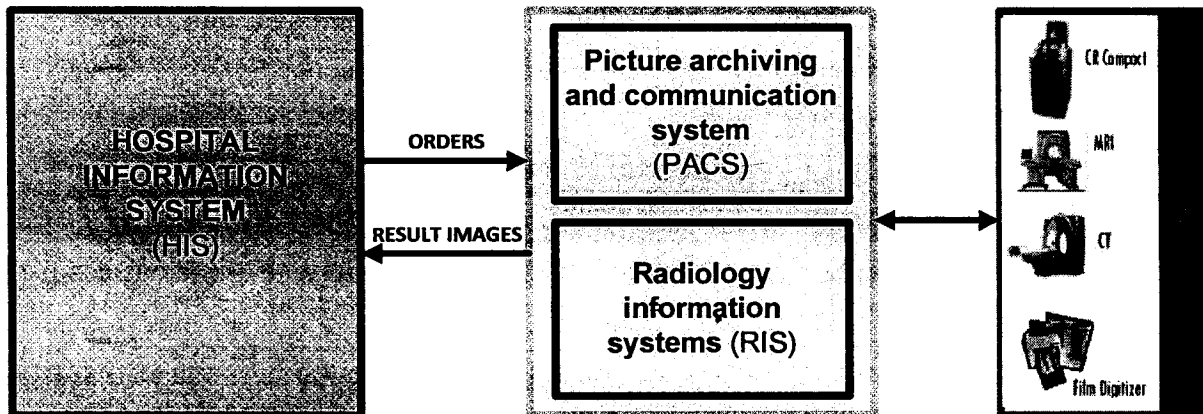 HOSPITAL
INFORMATION
SYSTEM
(HIS)
ORDERS
RESULT IMAGES
Picture archiving
and communication
system
(PACS)
Radiology
information
systems (RIS)
CR Compact
MRI
CT
Film Digitizer